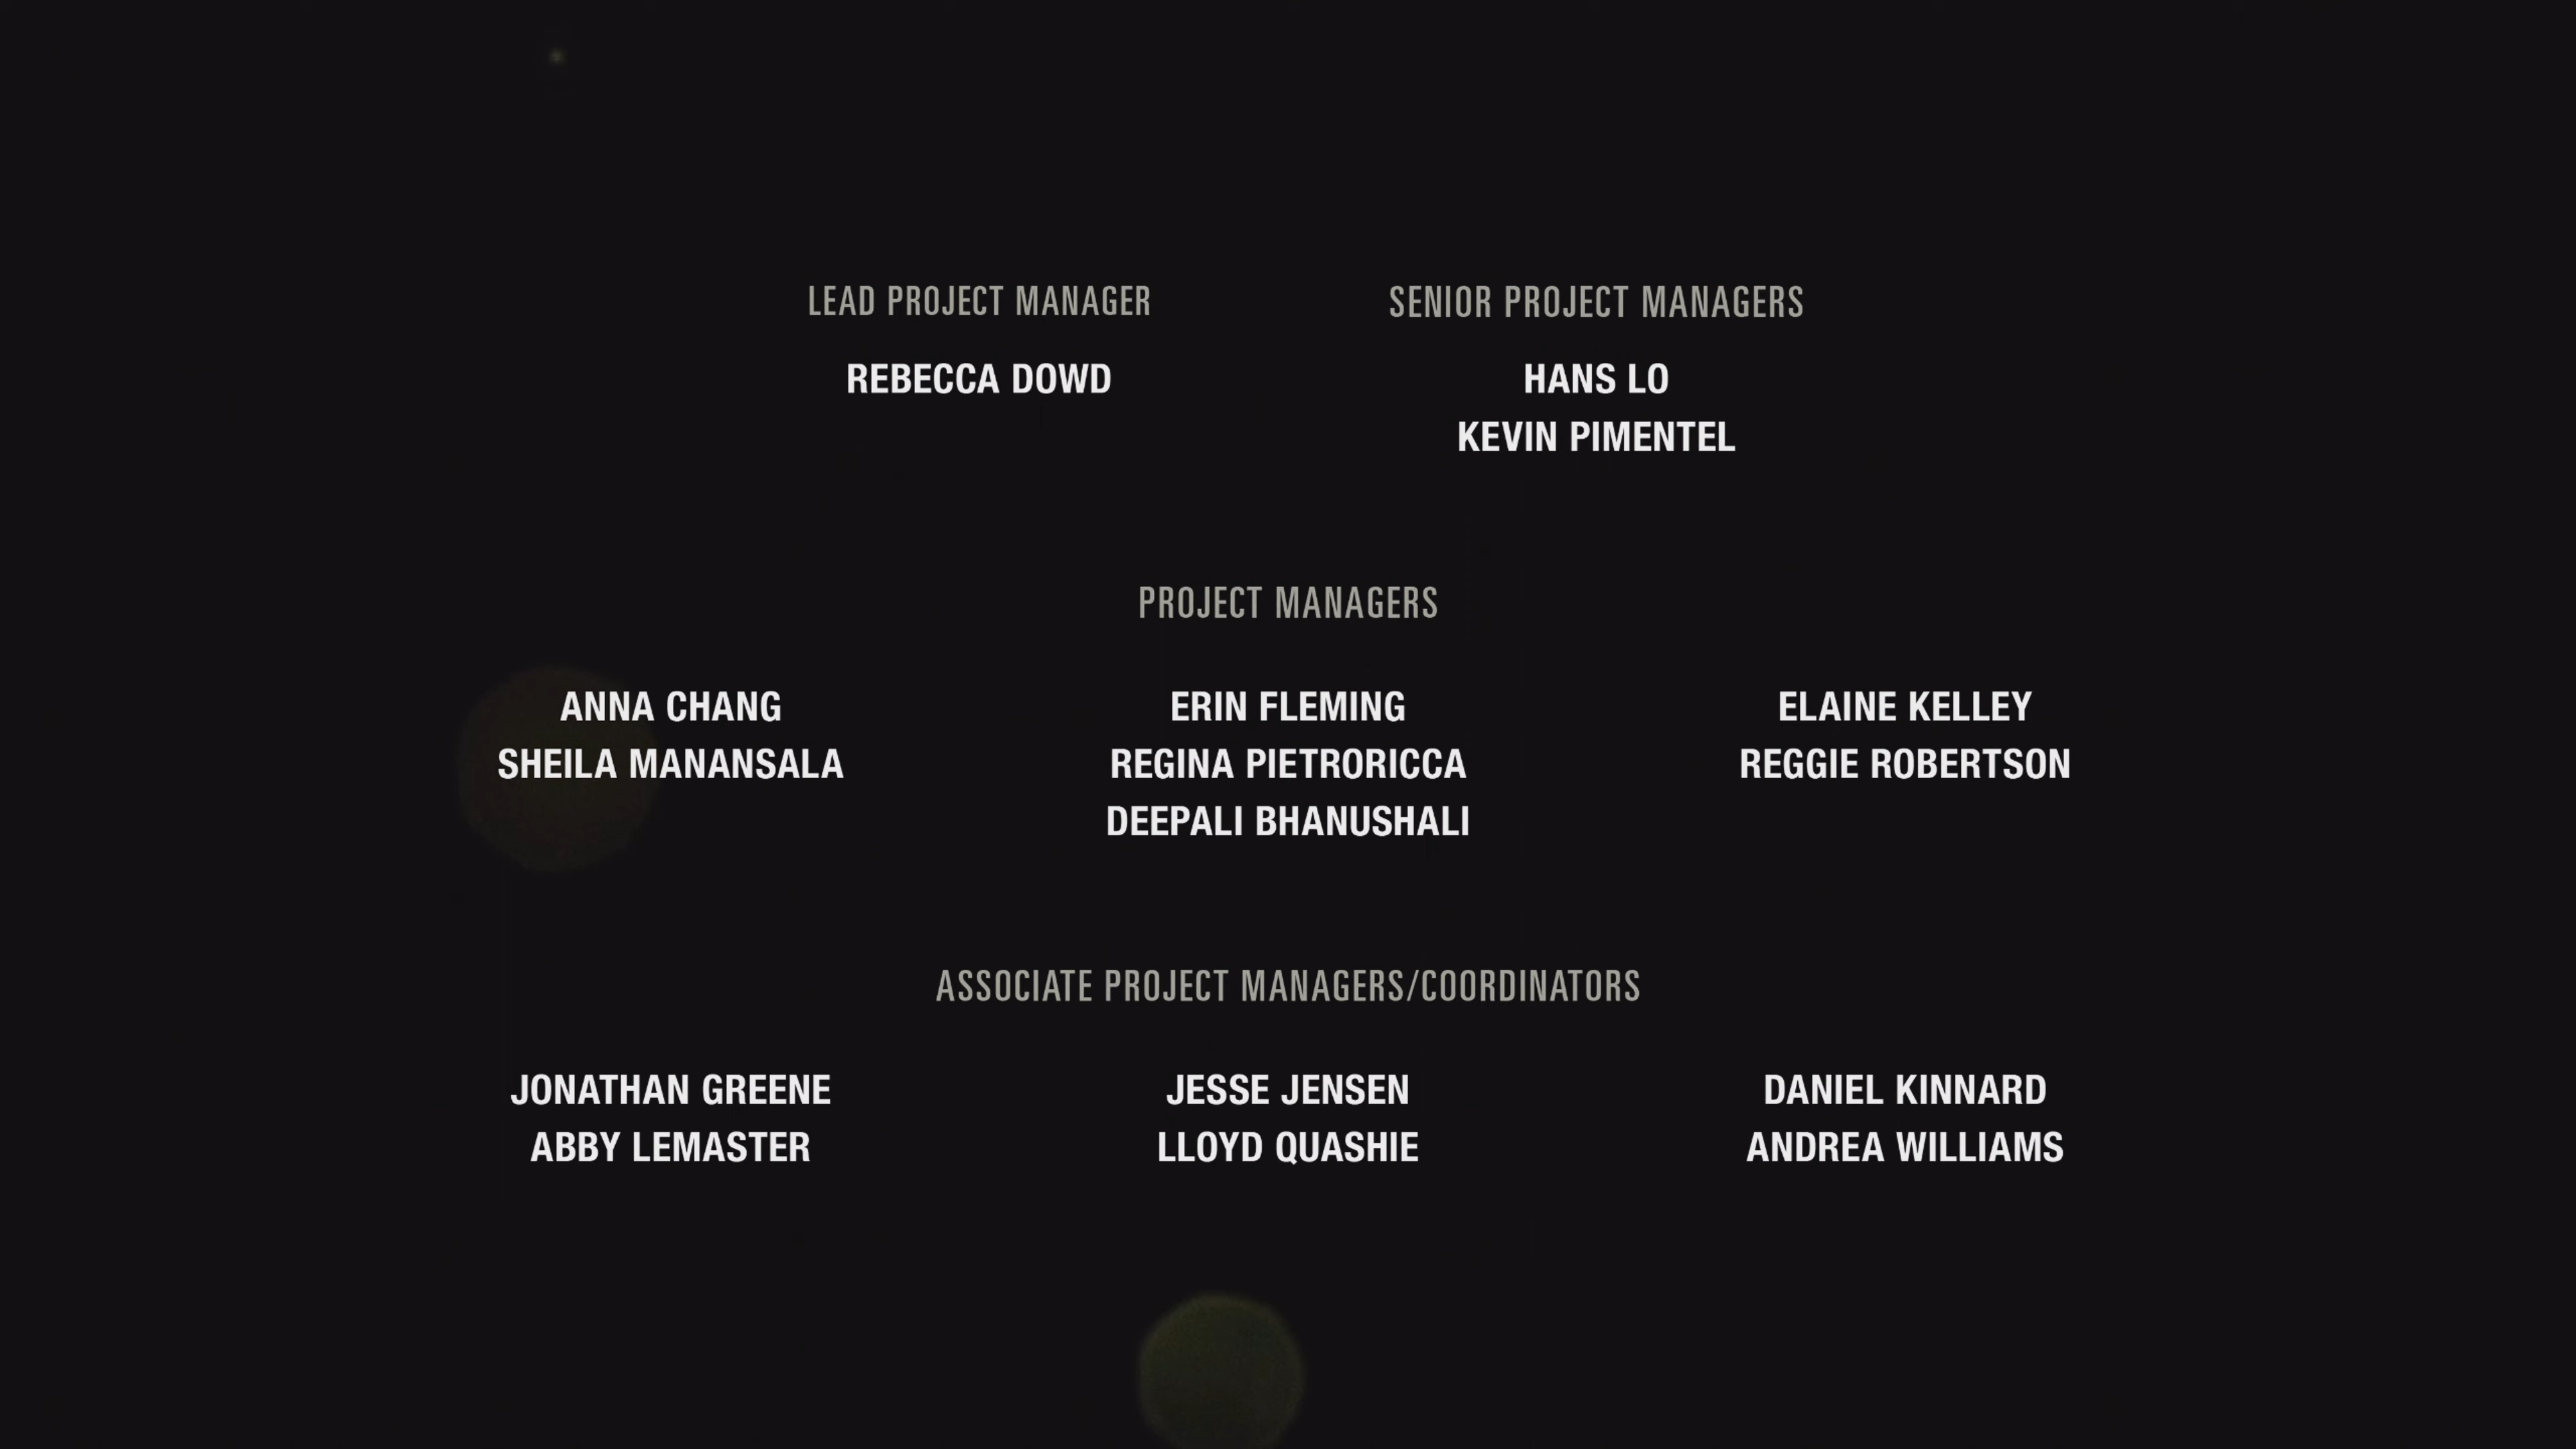 LEAD PROJECT MANAGER
REBECCA DOWD
SENIOR PROJECT MANAGERS
HANS LO
KEVIN PIMENTEL
PROJECT MANAGERS
ANNA CHANG
SHEILA MANANSALA
ERIN FLEMING
REGINA PIETRORICCA
DEEPALI BHANUSHALI
ELAINE KELLEY
REGGIE ROBERTSON
ASSOCIATE PROJECT MANAGERS/COORDINATORS
JONATHAN GREENE
ABBY LEMASTER
JESSE JENSEN
LLOYD QUASHIE
DANIEL KINNARD
ANDREA WILLIAMS